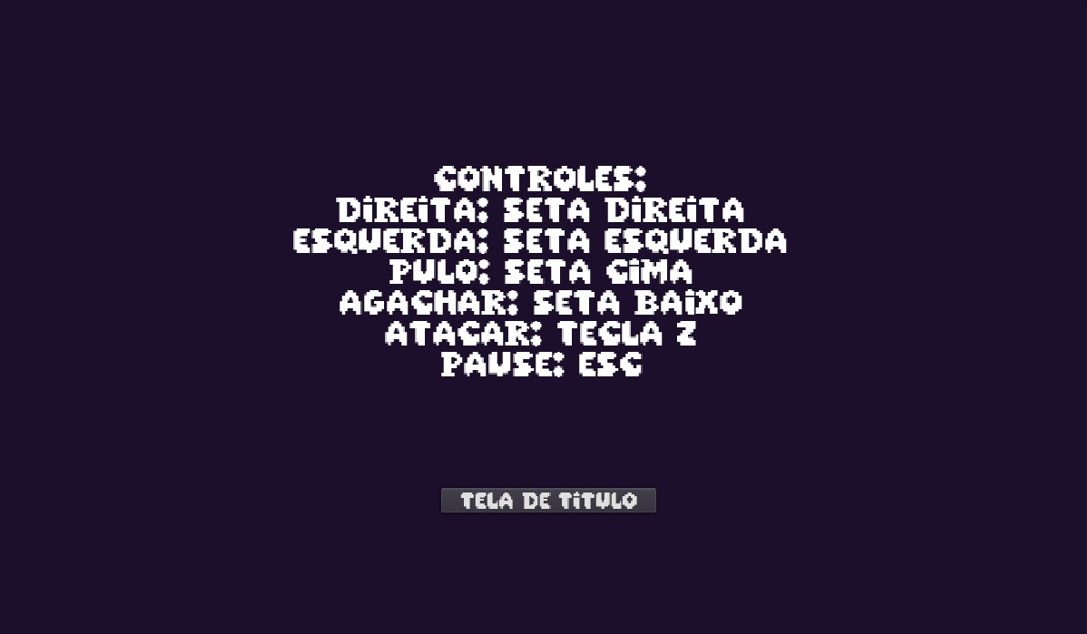 CONTROLES:
DIREITA: SETA DIREITA
ESQUERDA: SETA ESQUERDA
PULO: SETA CIMA
AGACHAR: SETA BAIXO
ATACAR: TECLA Z
PAUSE: ESC
TELA DE TITULO